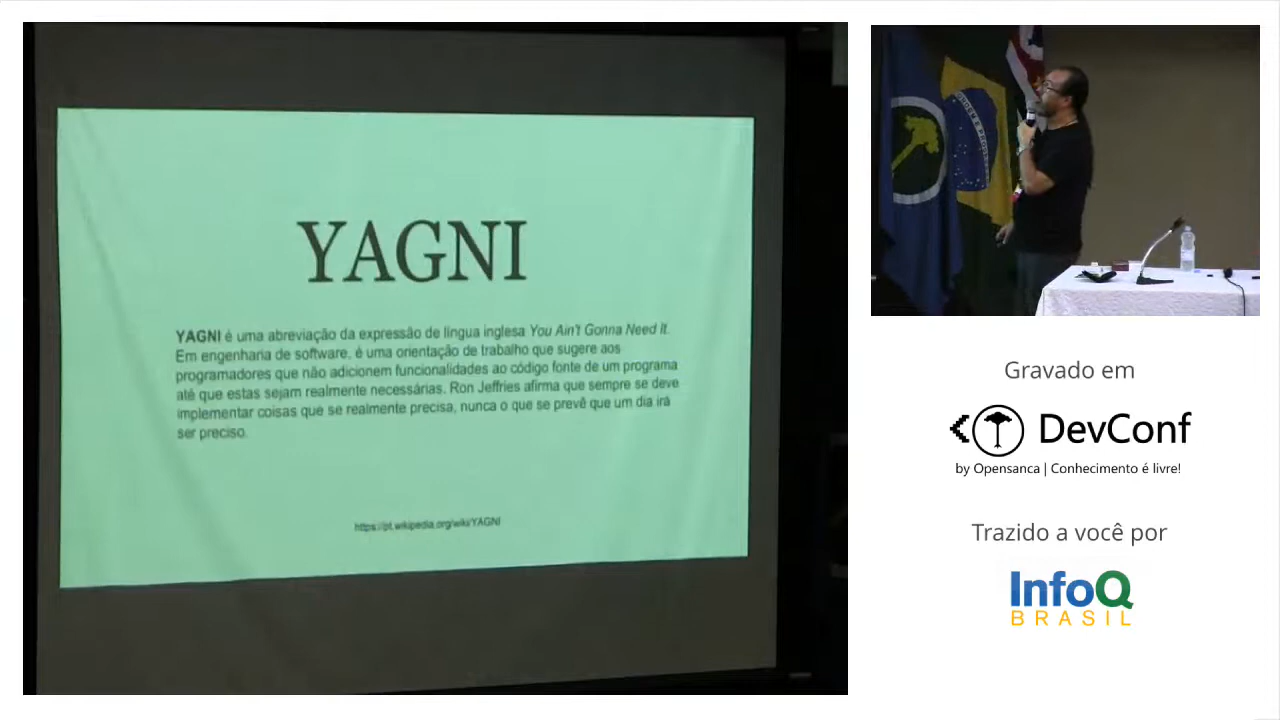 YAGNI
YAGNI é uma abreviação da expressão de língua inglesa You Ain't Gonna Need It.
Em engenharia de software, é uma orientação de trabalho que sugere aos
programadores que não adicionem funcionalidades ao código fonte de um programa
até que estas sejam realmente necessárias. Ron Jeffries afirma que sempre se deve
implementar coisas que se realmente precisa, nunca o que se prevê que um dia irá
ser preciso.
https://pt.wikipedia.org/wiki/YAGNI
Gravado em
DevConf
by Opensanca | Conhecimento é livre!
Trazido a você por
InfoQ
BRASIL